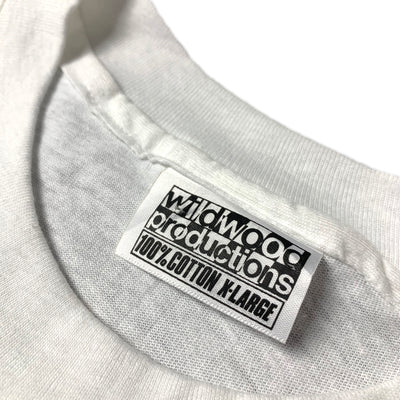 wildwood
productions
100% COTTON X-LARGE